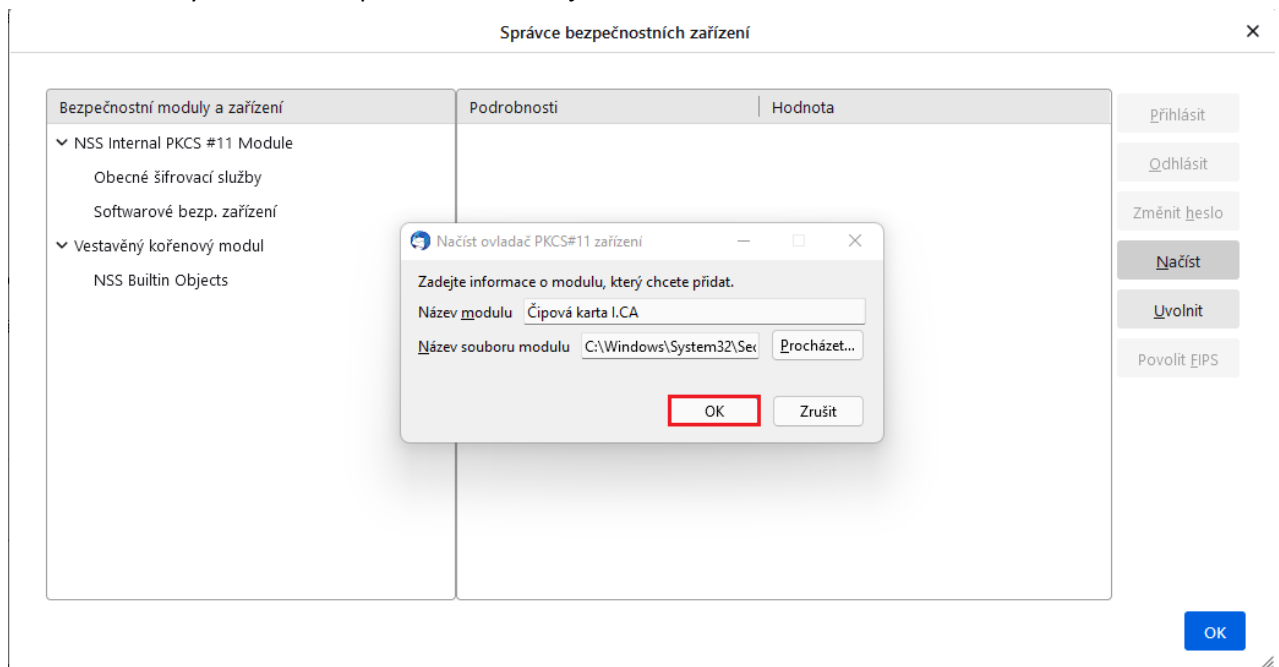 Správce bezpečnostních zařízení
Bezpečnostní moduly a zařízení
Podrobnosti
Hodnota
NSS Internal PKCS #11 Module
Obecné šifrovací služby
Softwarové bezp. zařízení
Vestavěný kořenový modul
NSS Builtin Objects
Přihlásit
Odhlásit
Změnit heslo
Načíst
Uvolnit
Povolit FIPS
Načíst ovladač PKCS#11 zařízení
Zadejte informace o modulu, který chcete přidat.
Název modulu Čipová karta I.CA
Název souboru modulu C:\Windows\System32\Sec Procházet...
OK Zrušit
OK